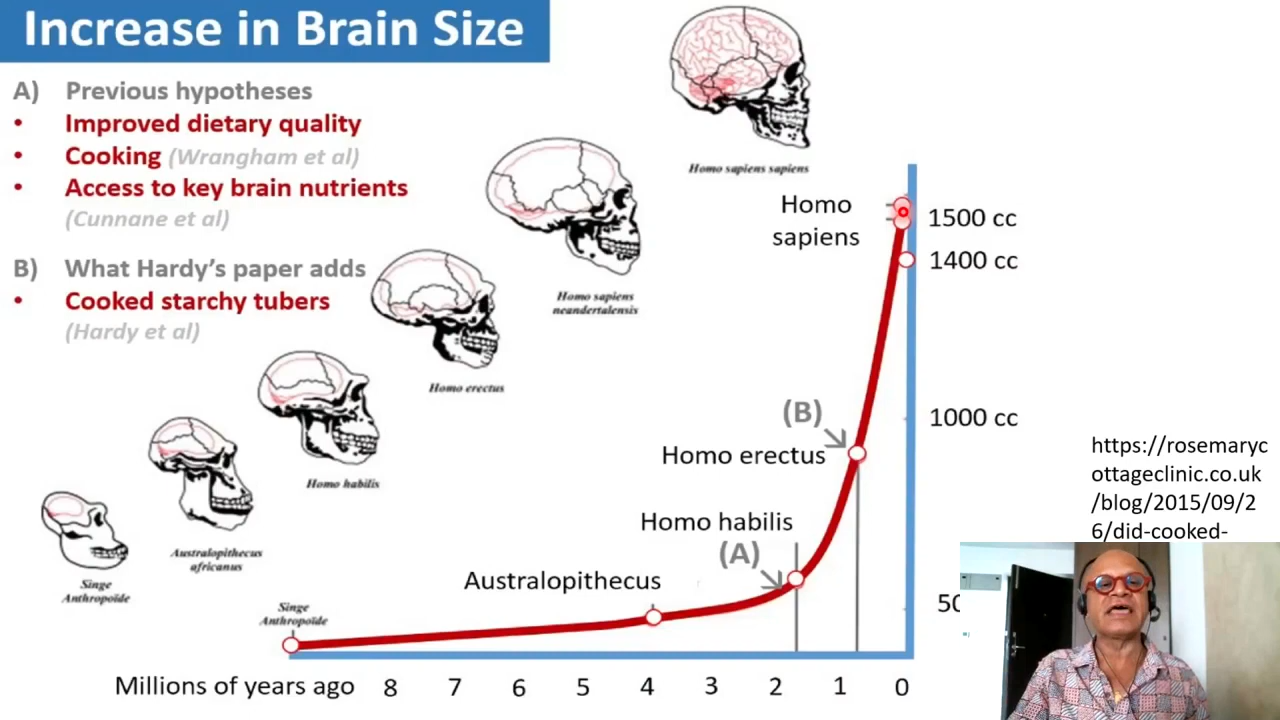 Increase in Brain Size
A) Previous hypotheses
• Improved dietary quality
• Cooking (Wrangham et al)
• Access to key brain nutrients
(Cunnane et al)
B) What Hardy's paper adds
• Cooked starchy tubers
(Hardy et al)
Homo sapiens sapiens
Homo sapiens
neandertalensis
Homo erectus
Homo habilis
Australopithecus
africanus
Singe
Anthropoïde
Homo
sapiens
1500 cc
1400 cc
(B)
1000 cc
Homo erectus
Homo habilis
(A)
Australopithecus
50
Singe
Anthropoïde
Millions of years ago 8 7 6 5 4 3 2 1 0
https://rosemaryc
ottageclinic.co.uk
/blog/2015/09/2
6/did-cooked-